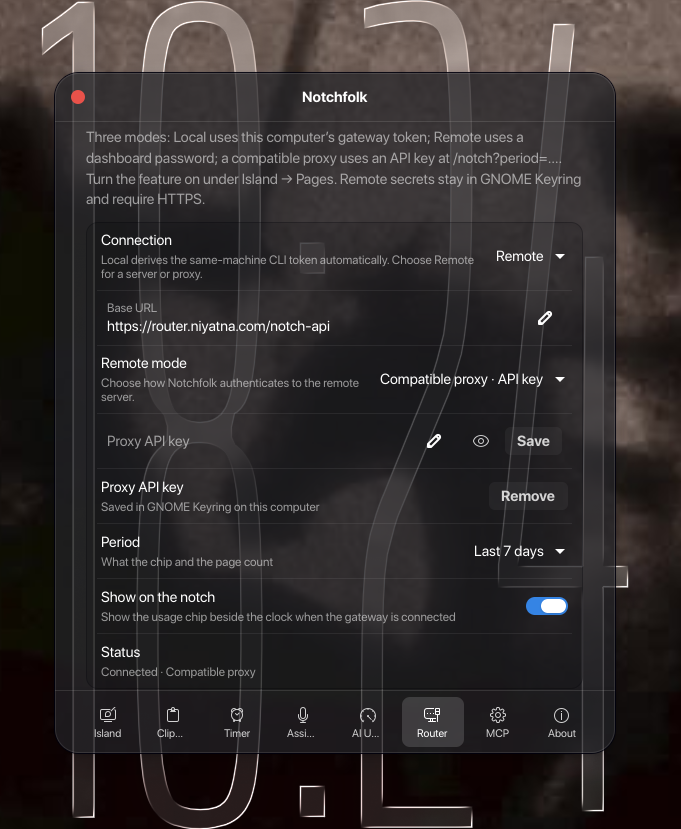 Notchfolk
Three modes: Local uses this computer's gateway token; Remote uses a
dashboard password; a compatible proxy uses an API key at /notch?period=....
Turn the feature on under Island → Pages. Remote secrets stay in GNOME Keyring
and require HTTPS.
Connection
Local derives the same-machine CLI token automatically. Choose Remote
for a server or proxy.
Remote
Base URL
https://router.niyatna.com/notch-api
Remote mode
Choose how Notchfolk authenticates to the remote
server.
Compatible proxy · API key
Proxy API key
Save
Proxy API key
Saved in GNOME Keyring on this computer
Remove
Period
What the chip and the page count
Last 7 days
Show on the notch
Show the usage chip beside the clock when the gateway is connected
Status
Connected · Compatible proxy
Island
Clip...
Timer
Assi...
AI U...
Router
MCP
About